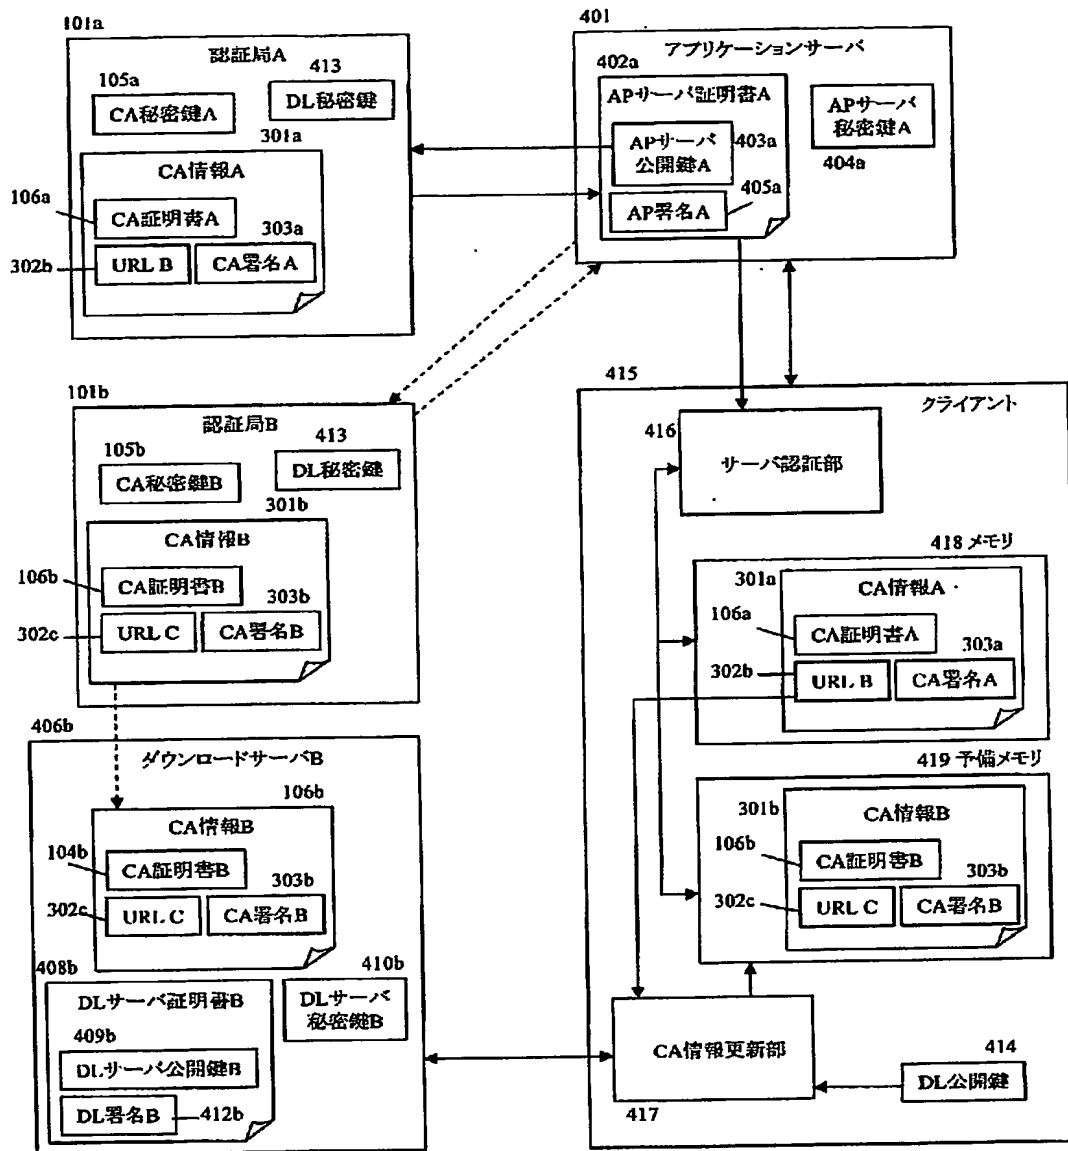 101a
認証局A
105a
413
CA秘密鍵A
DL秘密鍵
301a
CA情報A
106a
CA証明書A
303a
302b
URL B
CA署名A
401
アプリケーションサーバ
402a
APサーバ証明書A
APサーバ
公開鍵A
403a
405a
AP署名A
APサーバ
秘密鍵A
404a
101b
認証局B
105b
413
CA秘密鍵B
DL秘密鍵
301b
CA情報B
106b
CA証明書B
303b
302c
URL C
CA署名B
415
クライアント
416
サーバ認証部
418 メモリ
301a
CA情報A
106a
CA証明書A
303a
302b
URL B
CA署名A
419 予備メモリ
301b
CA情報B
106b
CA証明書B
303b
302c
URL C
CA署名B
406b
ダウンロードサーバB
106b
CA情報B
104b
CA証明書B
303b
302c
URL C
CA署名B
408b
DLサーバ証明書B
409b
DLサーバ公開鍵B
DL署名B
412b
410b
DLサーバ
秘密鍵B
CA情報更新部
417
414
DL公開鍵